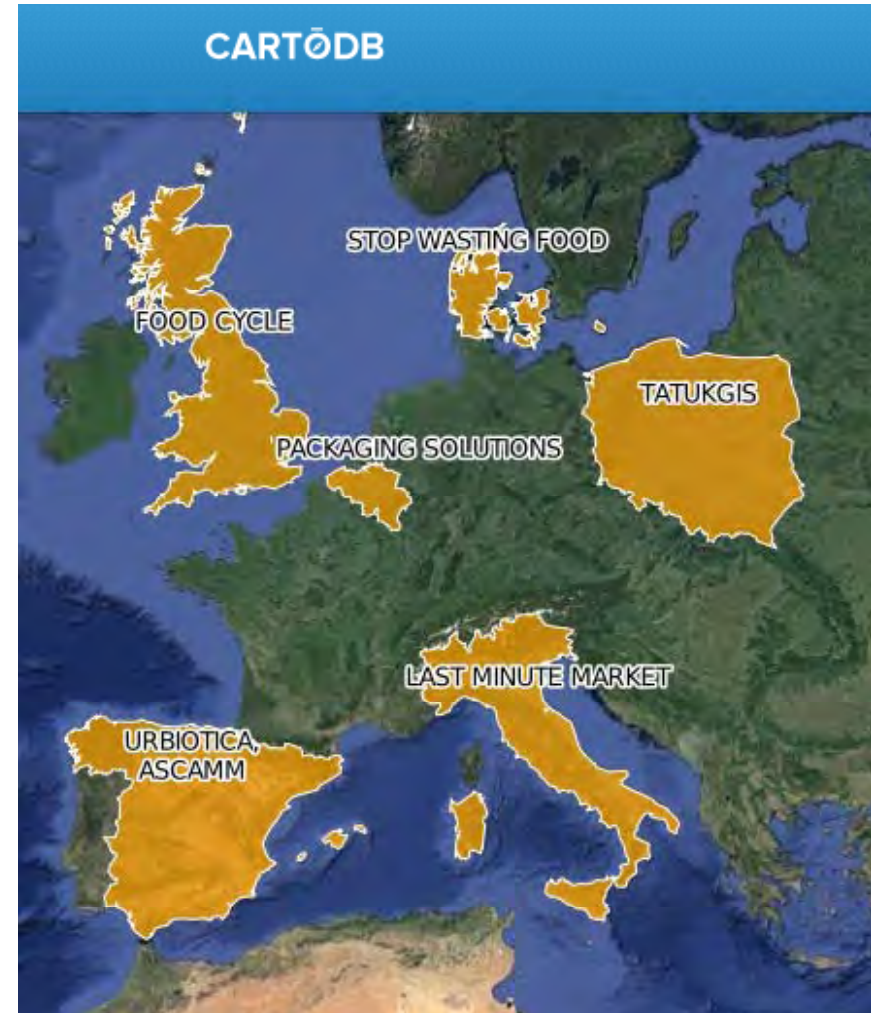 CARTODB
STOP WASTING FOOD
FOOD CYCLE
TATUKGIS
PACKAGING SOLUTIONS
LAST MINUTE MARKET
URBIOTICA,
ASCAMM